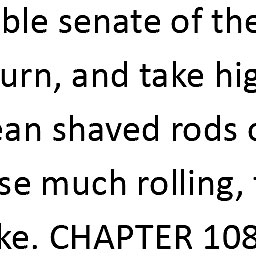 ble senate of the
urn, and take hig
ean shaved rods
se much rolling,
ke. CHAPTER 108